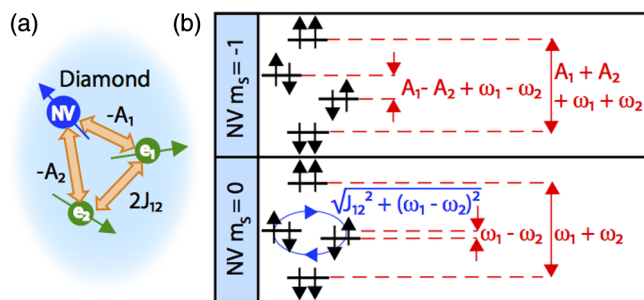 (a)
Diamond
NV
-A₁
e₁
-A₂
e₂
2J₁₂
(b)
NV mₛ = -1
A₁- A₂ + ω₁ - ω₂
A₁ + A₂
+ ω₁ + ω₂
NV mₛ = 0
√J₁₂² + (ω₁ - ω₂)²
ω₁ - ω₂
ω₁ + ω₂